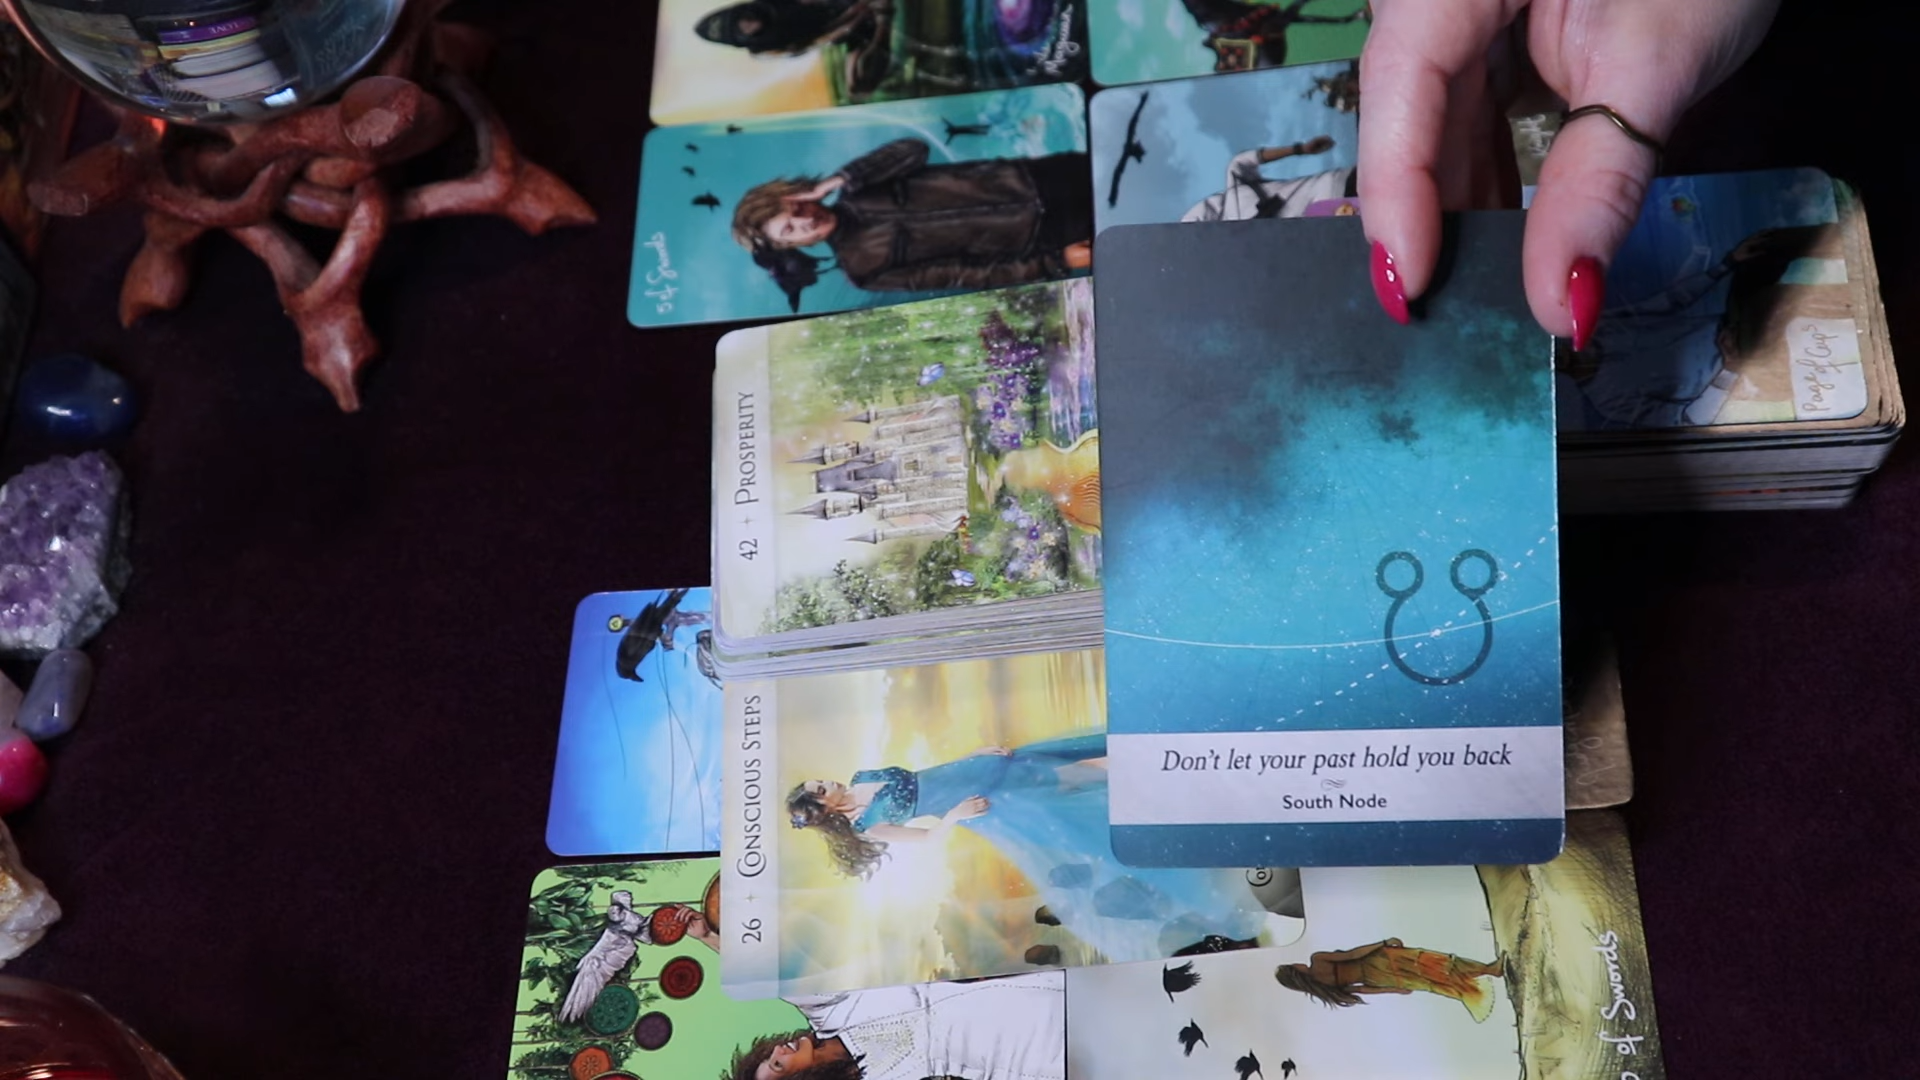 5 of Swords
42 ✦ PROSPERITY
Page of Cups
26 ✦ CONSCIOUS STEPS
Don't let your past hold you back
South Node
of Swords
LOVE